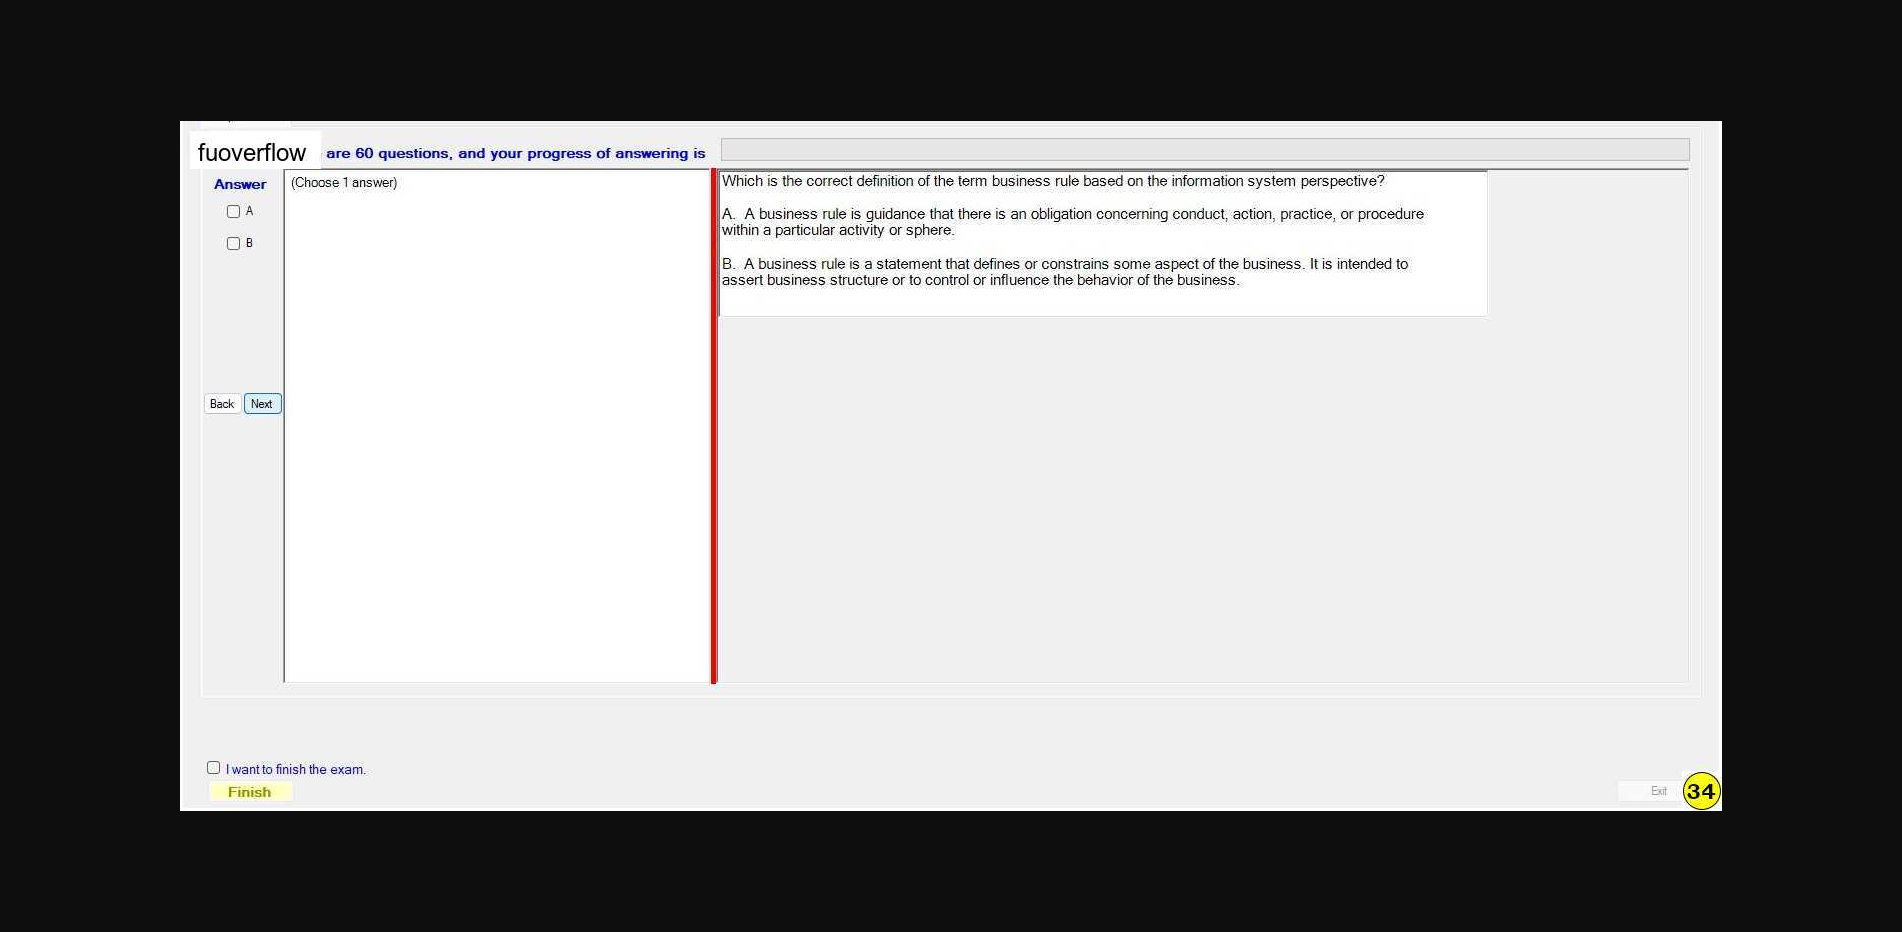 fuoverflow are 60 questions, and your progress of answering is
Answer
A
B
Back Next
(Choose 1 answer)
Which is the correct definition of the term business rule based on the information system perspective?
A. A business rule is guidance that there is an obligation concerning conduct, action, practice, or procedure
within a particular activity or sphere.
B. A business rule is a statement that defines or constrains some aspect of the business. It is intended to
assert business structure or to control or influence the behavior of the business.
I want to finish the exam.
Finish
Exit
34